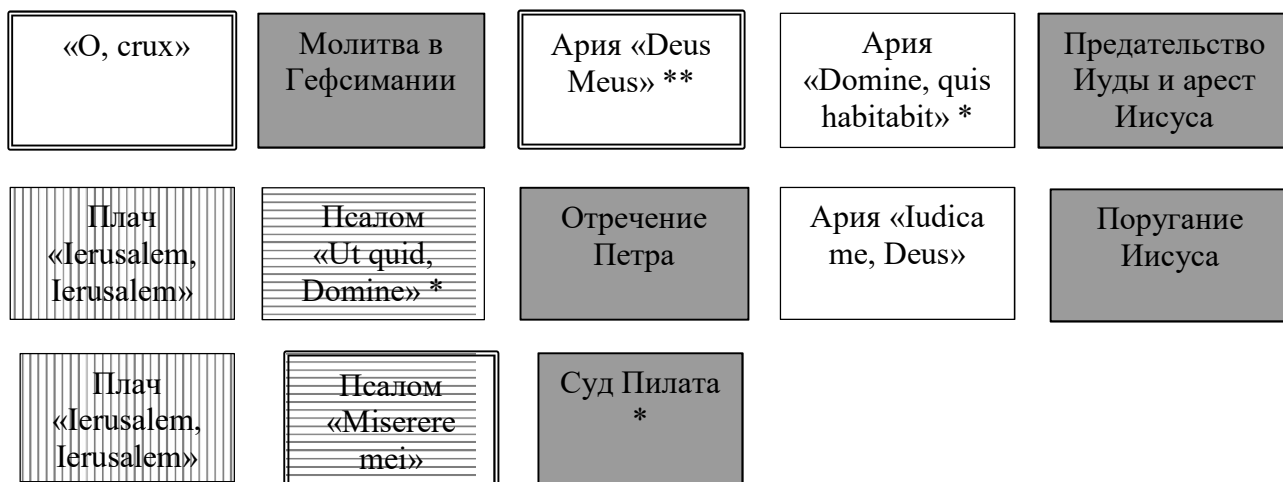 «O, crux»
Молитва в
Гефсимании
Ария «Deus
Meus» **
Ария
«Domine, quis
habitabit» *
Предательство
Иуды и арест
Иисуса
Плач
«Ierusalem,
Ierusalem»
Псалом
«Ut quid,
Domine» *
Отречение
Петра
Ария «Iudica
me, Deus»
Поругание
Иисуса
Плач
«Ierusalem,
Ierusalem»
Псалом
«Miserere
mei»
Суд Пилата
*